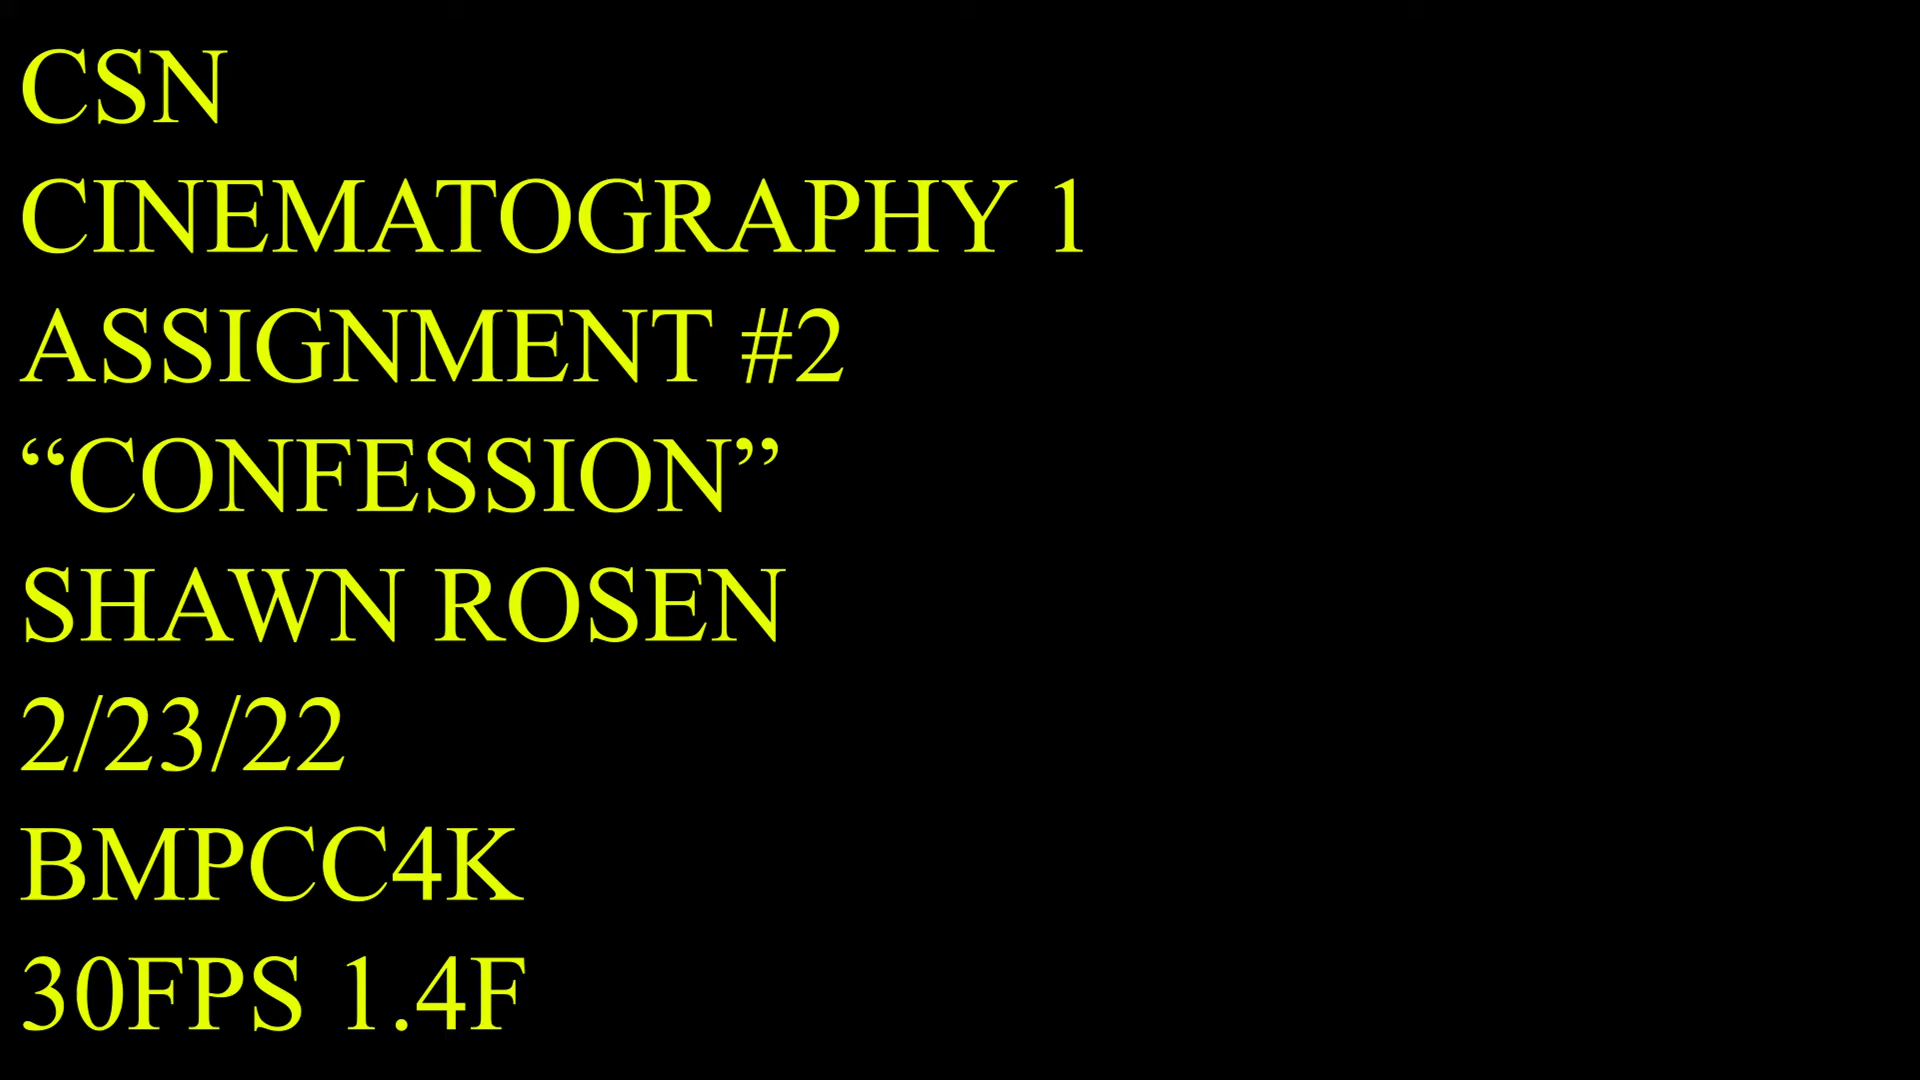 CSN
CINEMATOGRAPHY 1
ASSIGNMENT #2
“CONFESSION”
SHAWN ROSEN
2/23/22
BMPCC4K
30FPS 1.4F